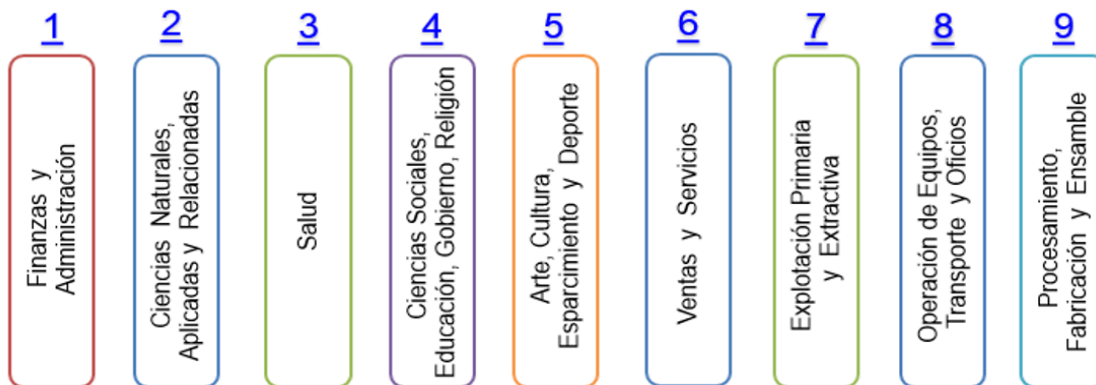 1
2
3
4
5
6
7
8
9
Finanzas y
Administración
Ciencias Naturales,
Aplicadas y Relacionadas
Salud
Ciencias Sociales,
Educación, Gobierno, Religión
Arte, Cultura,
Esparcimiento y Deporte
Ventas y Servicios
Explotación Primaria
y Extractiva
Operación de Equipos,
Transporte y Oficios
Procesamiento,
Fabricación y Ensamble